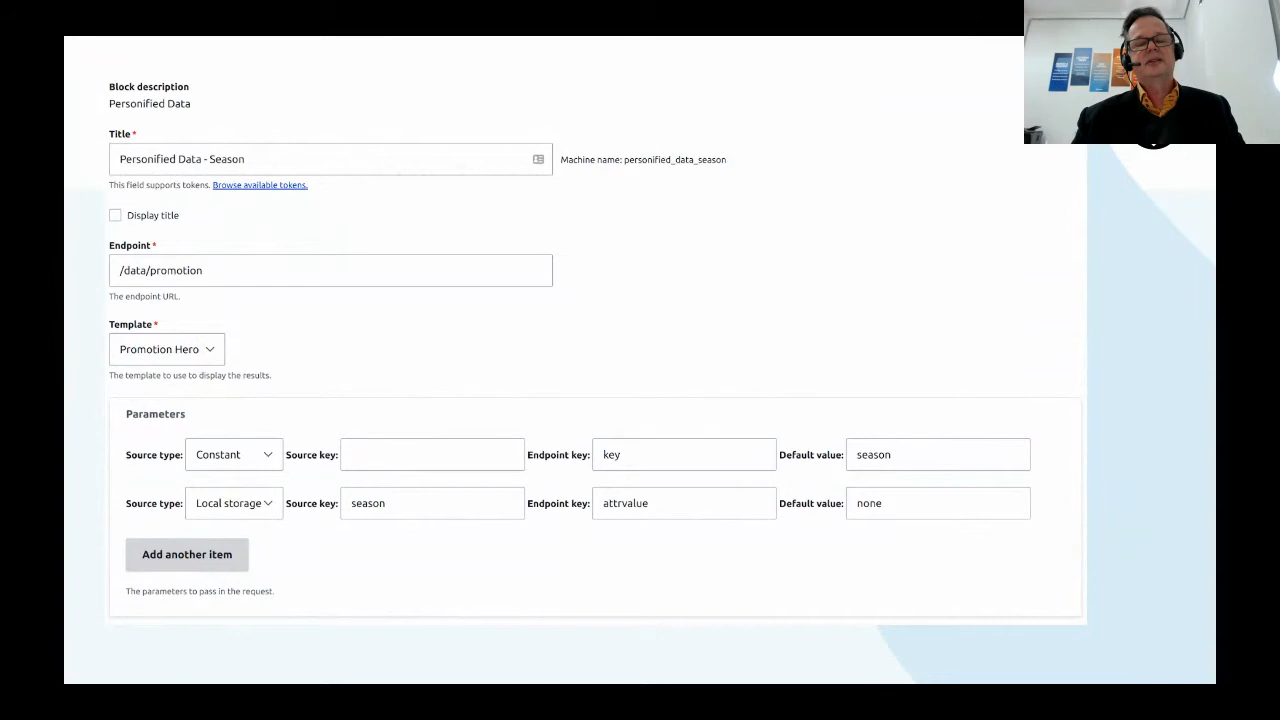 Block description
Personified Data
Title *
Personified Data - Season
Machine name: personified_data_season
This field supports tokens. Browse available tokens.
Display title
Endpoint *
/data/promotion
The endpoint URL.
Template *
Promotion Hero
The template to use to display the results.
Parameters
Source type: Constant Source key: Endpoint key: key Default value: season
Source type: Local storage Source key: season Endpoint key: attrvalue Default value: none
Add another item
The parameters to pass in the request.